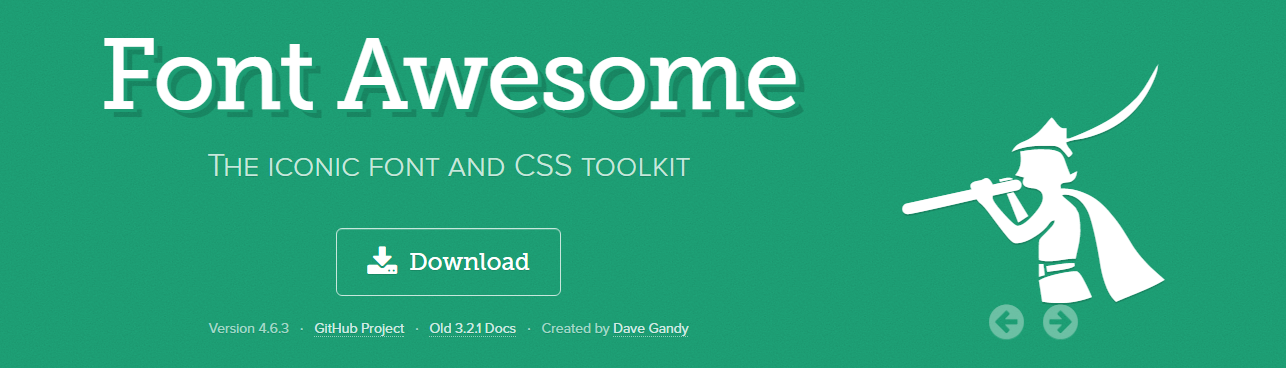 Font Awesome
The iconic font and CSS toolkit
Download
Version 4.6.3 · GitHub Project · Old 3.2.1 Docs · Created by Dave Gandy